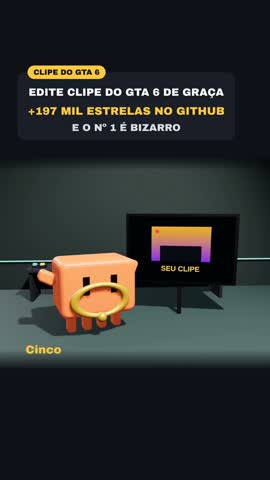 CLIPE DO GTA 6
EDITE CLIPE DO GTA 6 DE GRAÇA
+197 MIL ESTRELAS NO GITHUB
E O Nº 1 É BIZARRO
SEU CLIPE
Cinco